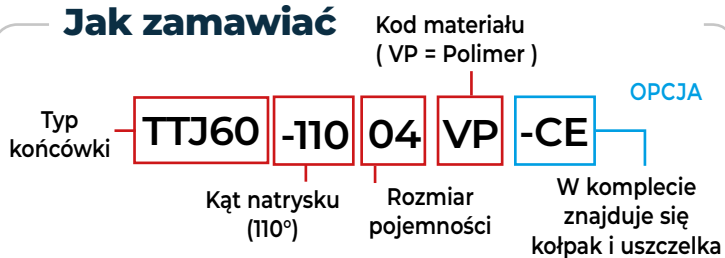 Jak zamawiać
Kod materiału
( VP = Polimer )
OPCJA
Typ
końcówki
TTJ60 -110 04 VP -CE
Kąt natrysku
(110°)
Rozmiar
pojemności
W komplecie
znajduje się
kołpak i uszczelka